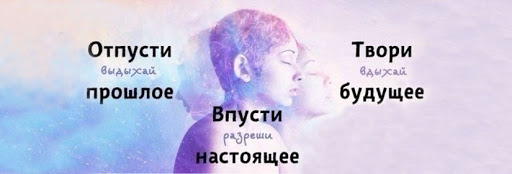 Отпусти
выдыхай
прошлое
Впусти
разреши
настоящее
Твори
вдыхай
будущее